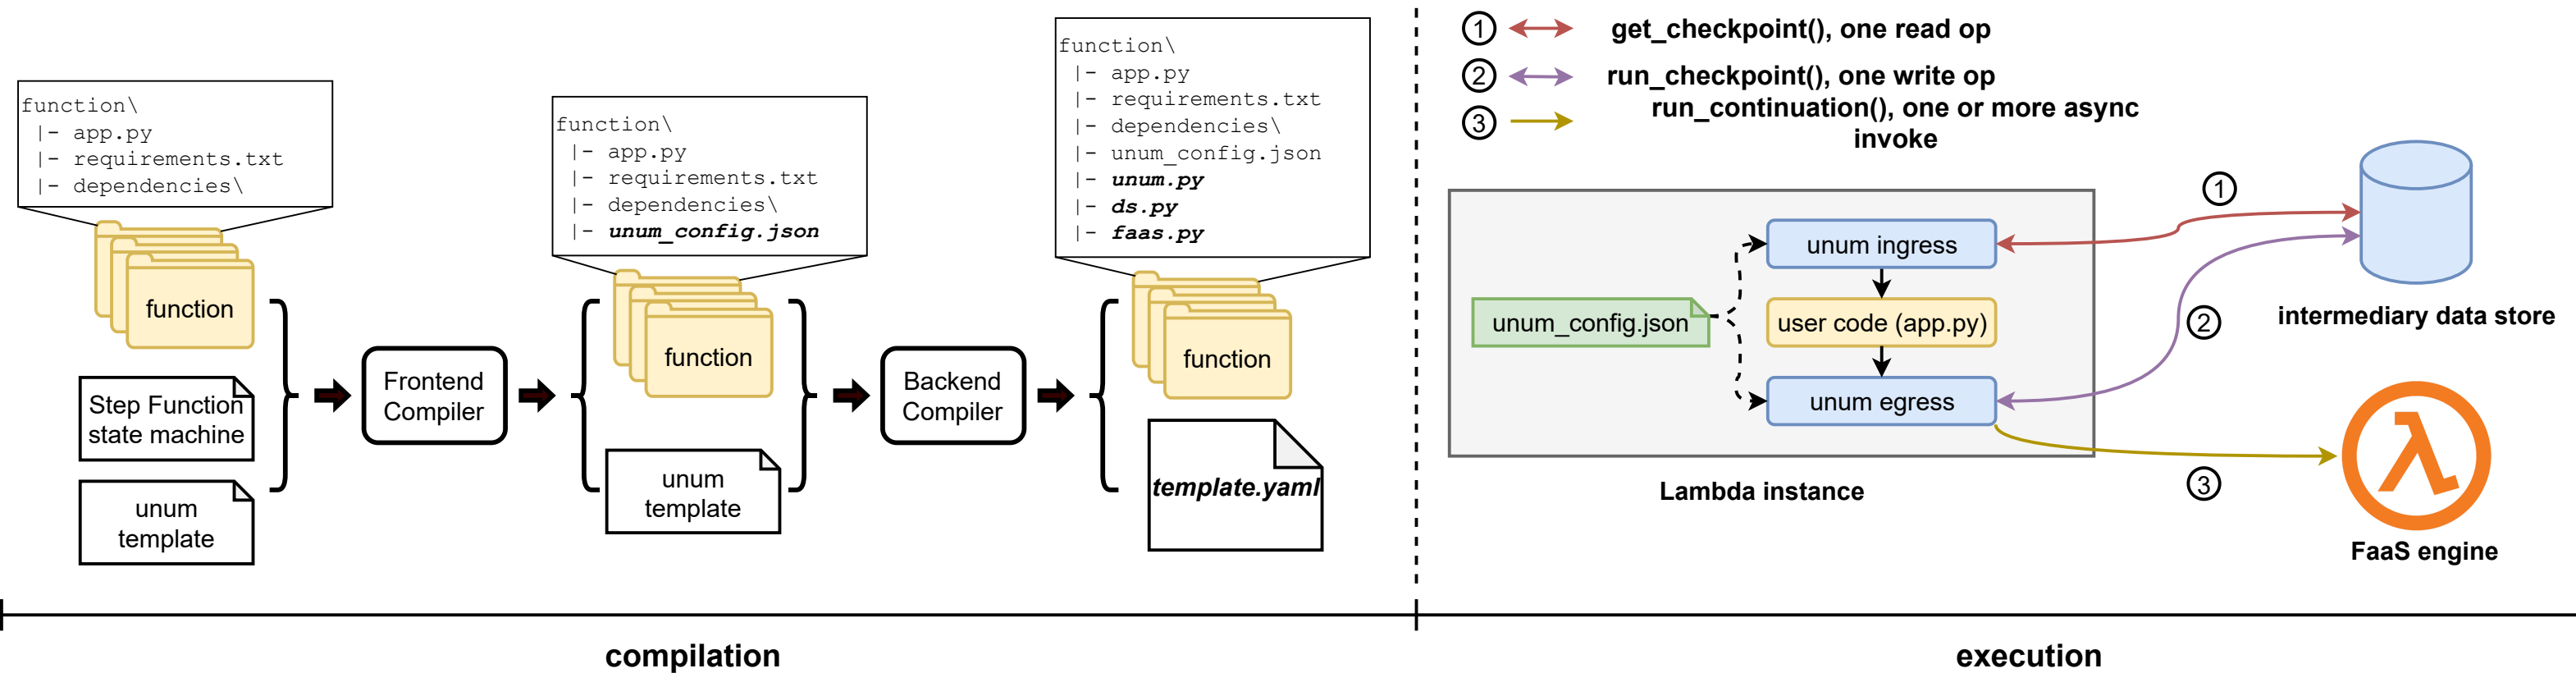 function\
|- app.py
|- requirements.txt
|- dependencies\
function
Step Function
state machine
unum
template
Frontend
Compiler
function\
|- app.py
|- requirements.txt
|- dependencies\
|- unum_config.json
function
unum
template
Backend
Compiler
function\
|- app.py
|- requirements.txt
|- dependencies\
|- unum_config.json
|- unum.py
|- ds.py
|- faas.py
function
template.yaml
compilation
1 get_checkpoint(), one read op
2 run_checkpoint(), one write op
3 run_continuation(), one or more async
invoke
unum_config.json
unum ingress
user code (app.py)
unum egress
Lambda instance
1
2
3
intermediary data store
λ
FaaS engine
execution